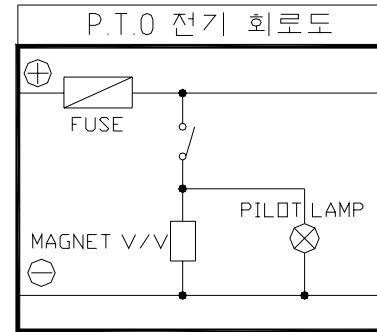 P.T.O 전기 회로도
FUSE
PILOT LAMP
MAGNET V/V